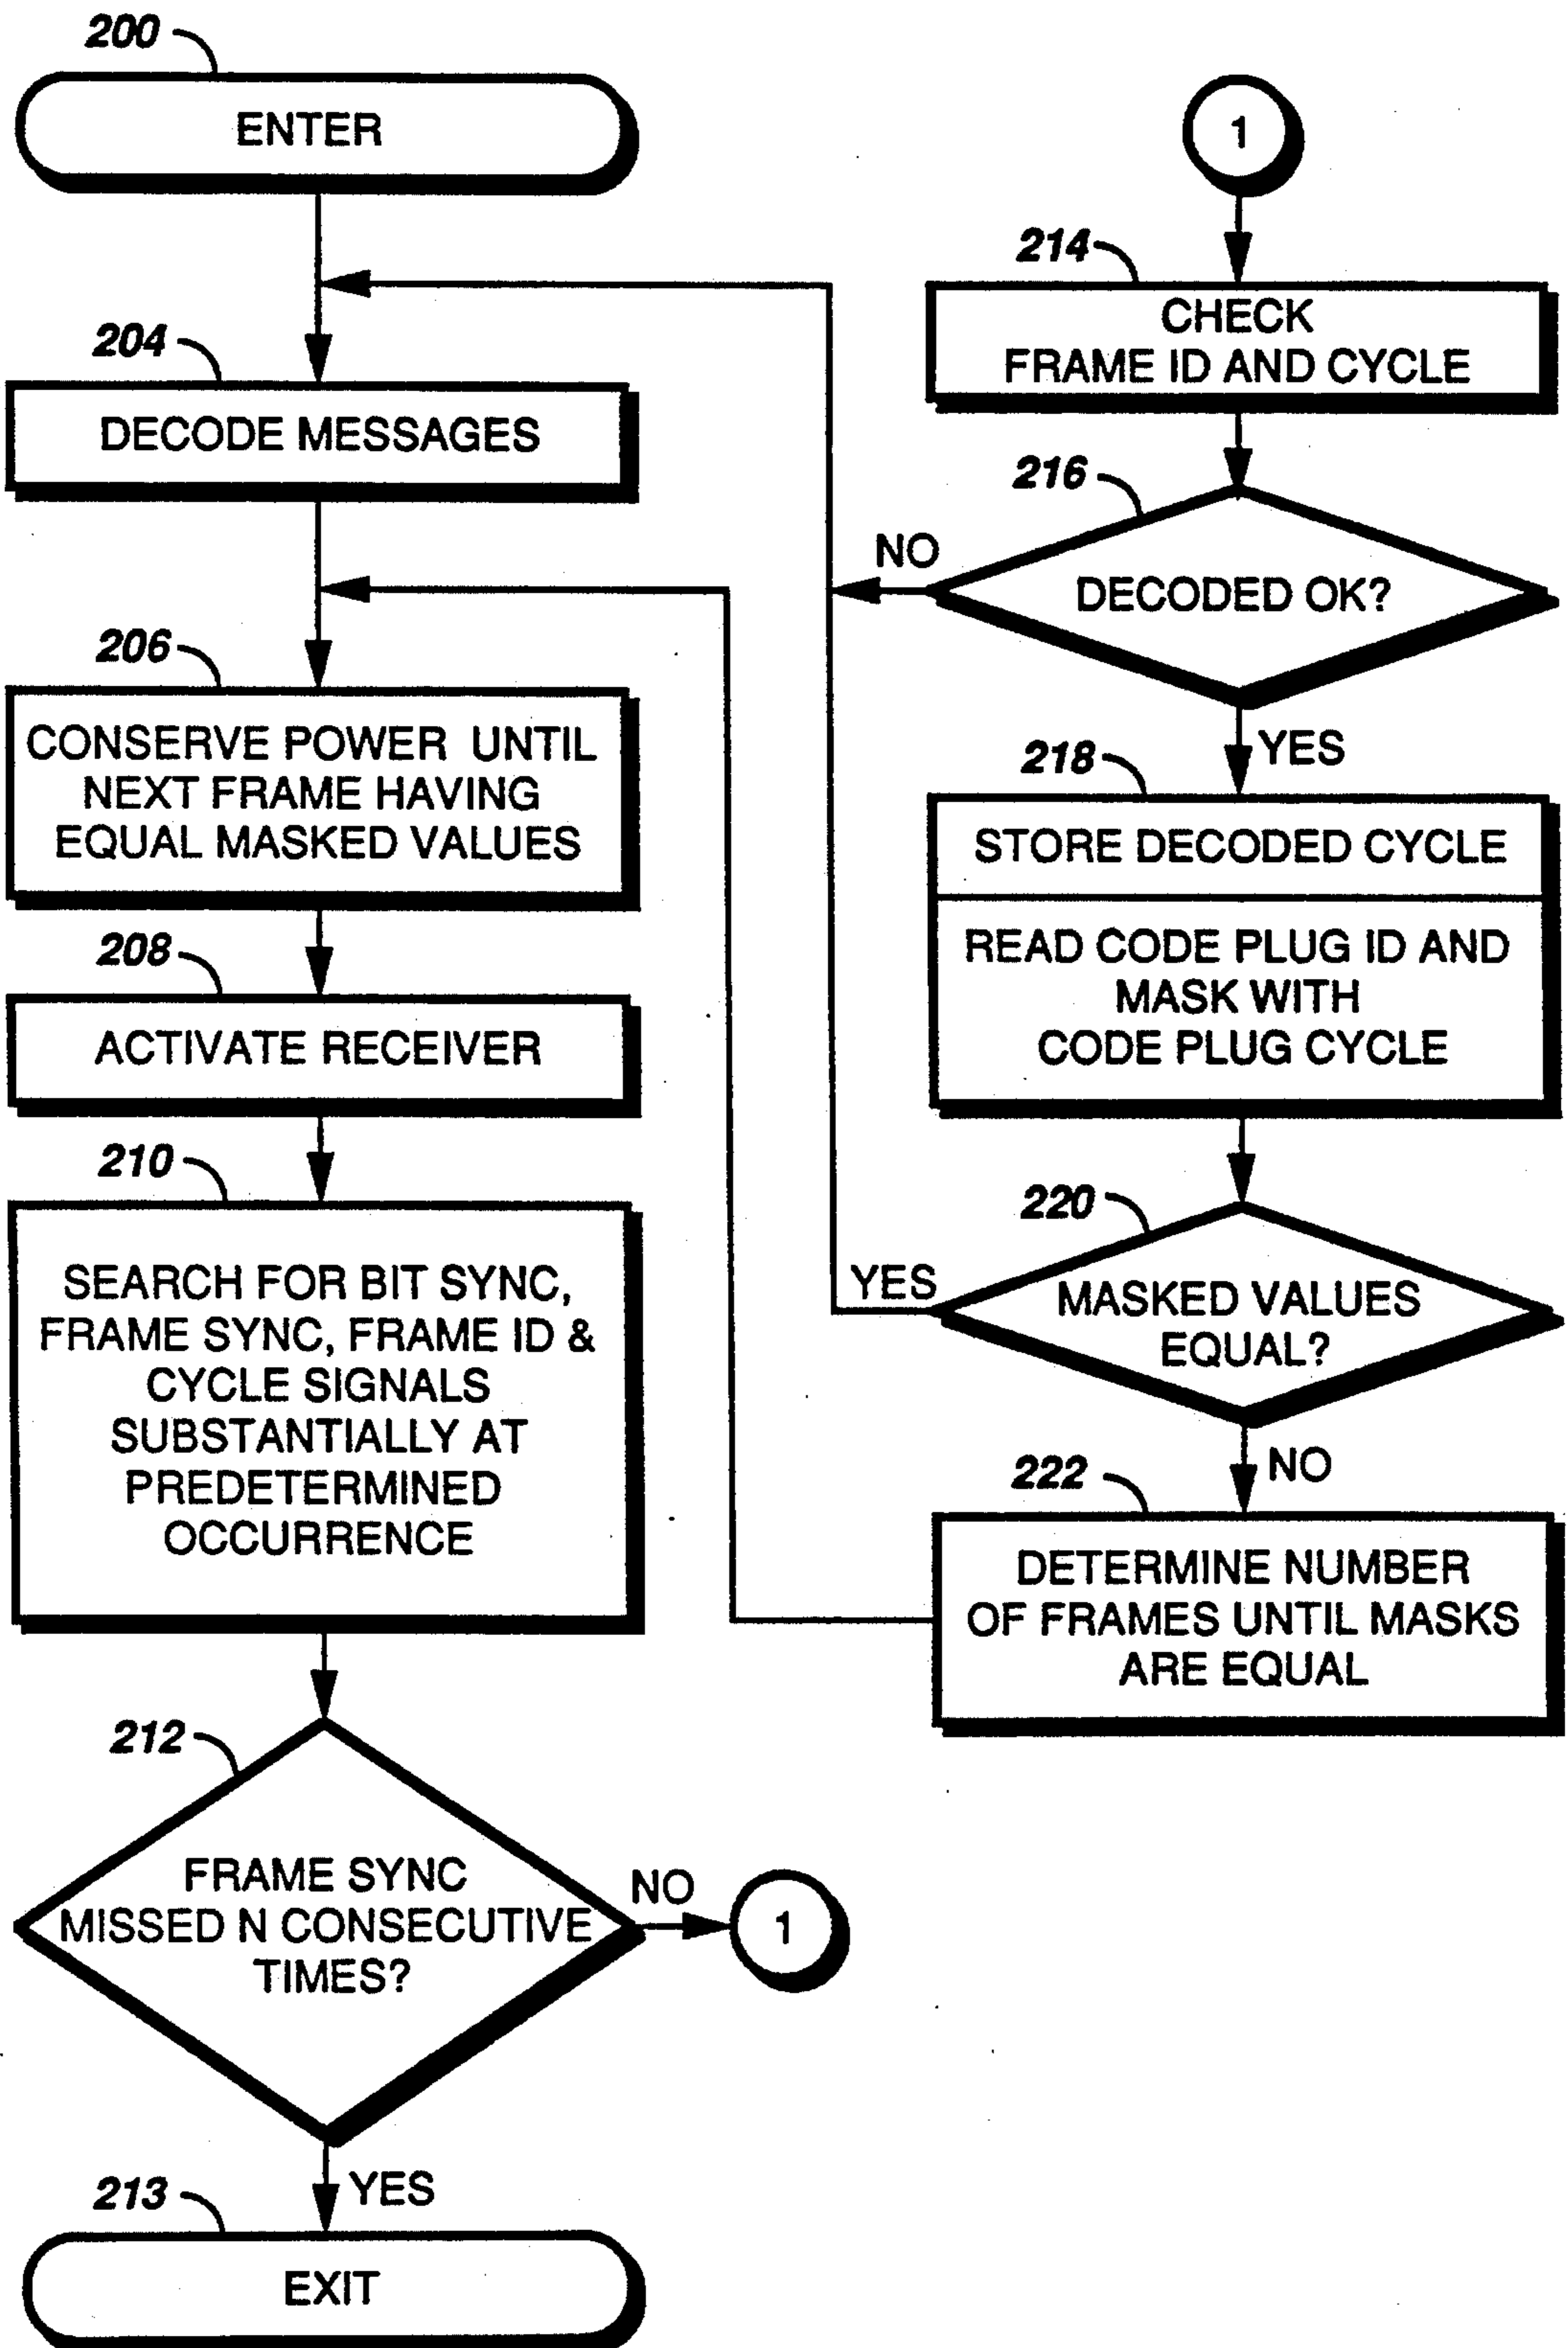 200
ENTER
204
DECODE MESSAGES
206
CONSERVE POWER UNTIL
NEXT FRAME HAVING
EQUAL MASKED VALUES
208
ACTIVATE RECEIVER
210
SEARCH FOR BIT SYNC,
FRAME SYNC, FRAME ID &
CYCLE SIGNALS
SUBSTANTIALLY AT
PREDETERMINED
OCCURRENCE
212
FRAME SYNC
MISSED N CONSECUTIVE
TIMES?
NO
1
YES
213
EXIT
1
214
CHECK
FRAME ID AND CYCLE
216
DECODED OK?
NO
YES
218
STORE DECODED CYCLE
READ CODE PLUG ID AND
MASK WITH
CODE PLUG CYCLE
220
MASKED VALUES
EQUAL?
YES
NO
222
DETERMINE NUMBER
OF FRAMES UNTIL MASKS
ARE EQUAL